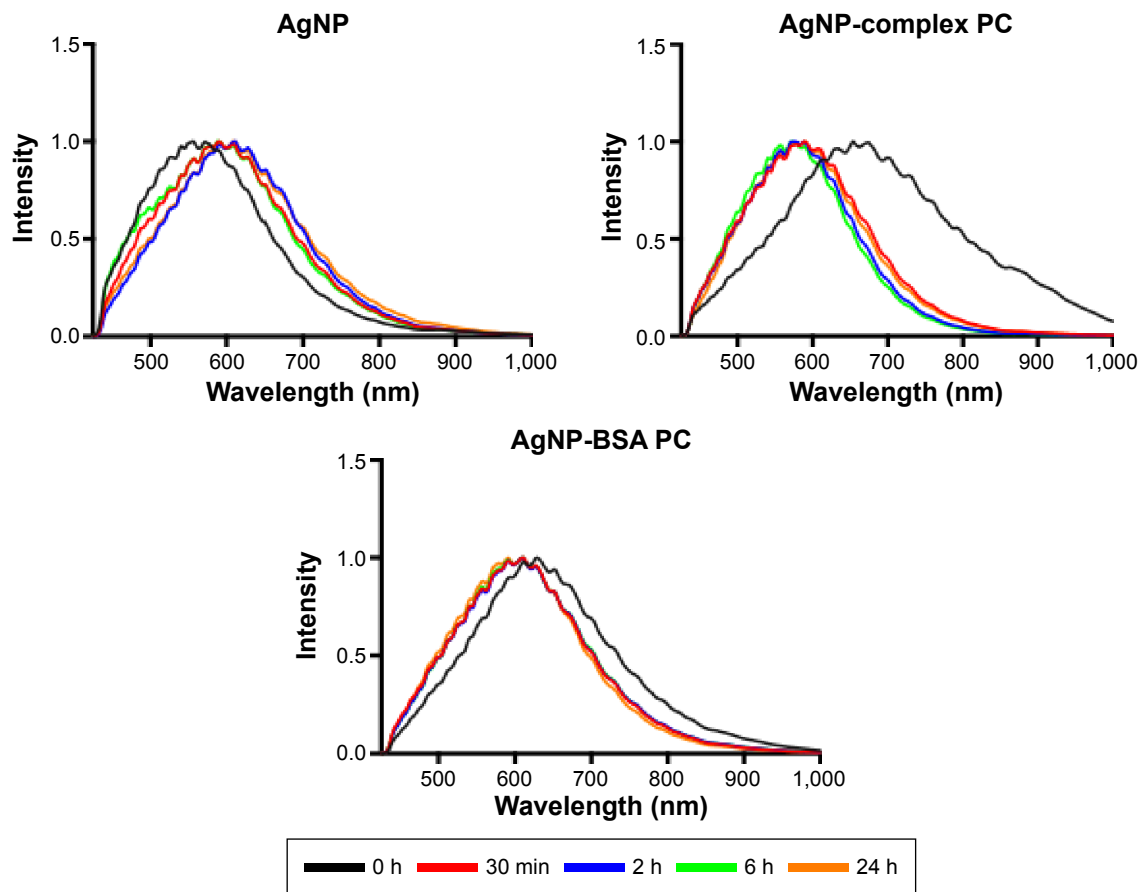 AgNP
1.5
1.0
0.5
0.0
Intensity
500 600 700 800 900 1,000
Wavelength (nm)
AgNP-complex PC
1.5
1.0
0.5
0.0
Intensity
500 600 700 800 900 1,000
Wavelength (nm)
AgNP-BSA PC
1.5
1.0
0.5
0.0
Intensity
500 600 700 800 900 1,000
Wavelength (nm)
0 h 30 min 2 h 6 h 24 h